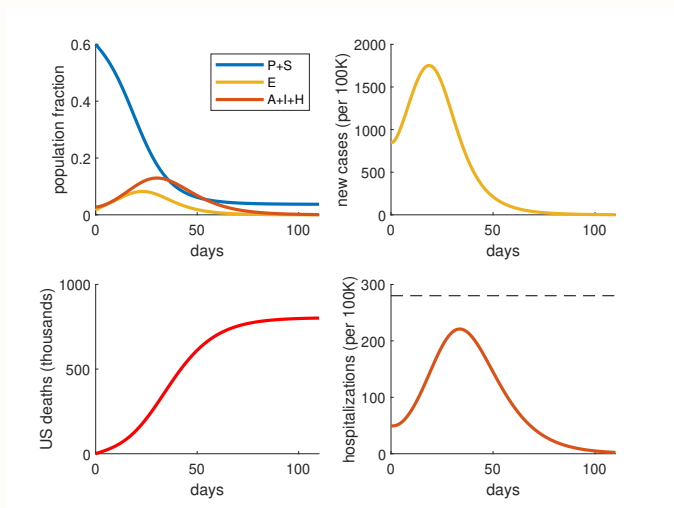 population fraction
0.6
0.4
0.2
0
0
50
100
days
P+S
E
A+I+H
new cases (per 100K)
2000
1500
1000
500
0
0
50
100
days
US deaths (thousands)
1000
500
0
0
50
100
days
hospitalizations (per 100K)
300
200
100
0
0
50
100
days